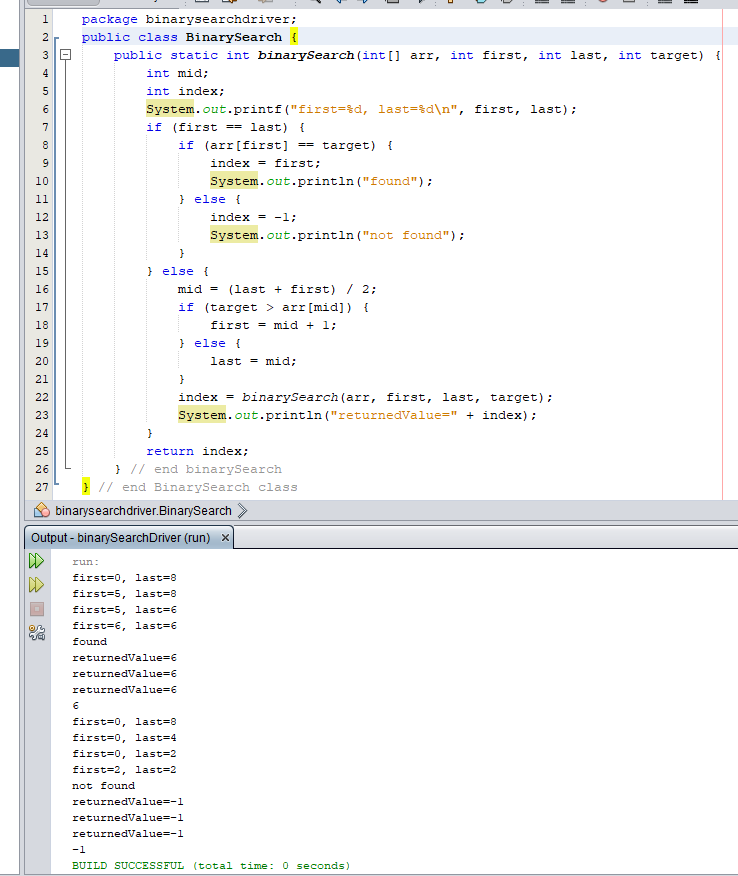 1 package binarysearchdriver;
2 public class BinarySearch {
3 public static int binarySearch(int[] arr, int first, int last, int target) {
4 int mid;
5 int index;
6 System.out.printf("first=%d, last=%d\n", first, last);
7 if (first == last) {
8 if (arr[first] == target) {
9 index = first;
10 System.out.println("found");
11 } else {
12 index = -1;
13 System.out.println("not found");
14 }
15 } else {
16 mid = (last + first) / 2;
17 if (target > arr[mid]) {
18 first = mid + 1;
19 } else {
20 last = mid;
21 }
22 index = binarySearch(arr, first, last, target);
23 System.out.println("returnedValue=" + index);
24 }
25 return index;
26 } // end binarySearch
27 } // end BinarySearch class
binarysearchdriver.BinarySearch
Output - binarySearchDriver (run) x
run:
first=0, last=8
first=5, last=8
first=5, last=6
first=6, last=6
found
returnedValue=6
returnedValue=6
returnedValue=6
6
first=0, last=8
first=0, last=4
first=0, last=2
first=2, last=2
not found
returnedValue=-1
returnedValue=-1
returnedValue=-1
-1
BUILD SUCCESSFUL (total time: 0 seconds)